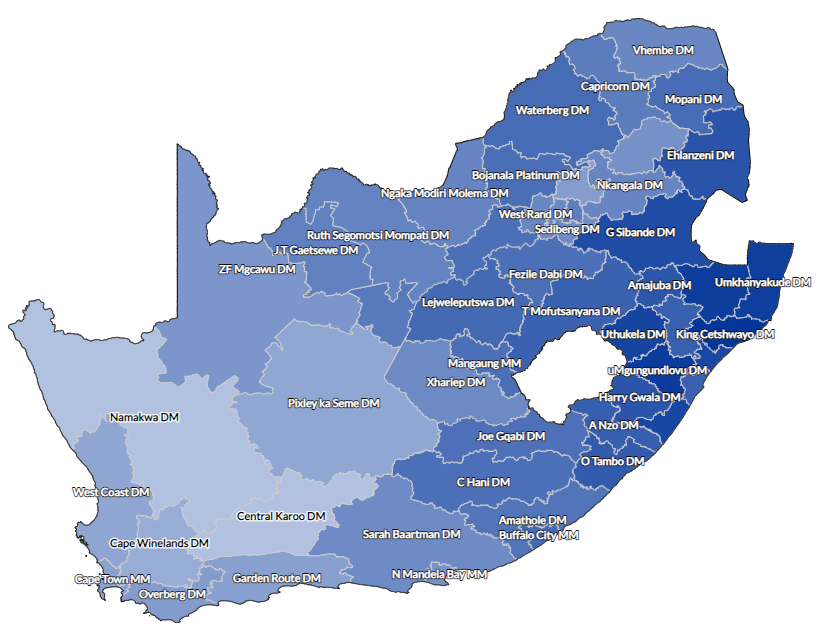 Vhembe DM
Capricorn DM
Mopani DM
Waterberg DM
Ehlanzeni DM
Bojanala Platinum DM
Nkangala DM
Ngaka Modiri Molema DM
West Rand DM
Sedibeng DM
G Sibande DM
Ruth Segomotsi Mompati DM
J T Gaetsewe DM
ZF Mgcawu DM
Fezile Dabi DM
Amajuba DM
Umkhanyakude DM
Lejweleputswa DM
T Mofutsanyana DM
Uthukela DM
King Cetshwayo DM
Mangaung MM
uMgungundlovu DM
Xhariep DM
Harry Gwala DM
Pixley ka Seme DM
Namakwa DM
A Nzo DM
Joe Gqabi DM
O Tambo DM
C Hani DM
West Coast DM
Central Karoo DM
Amathole DM
Sarah Baartman DM
Buffalo City MM
Cape Winelands DM
N Mandela Bay MM
Cape Town MM
Garden Route DM
Overberg DM